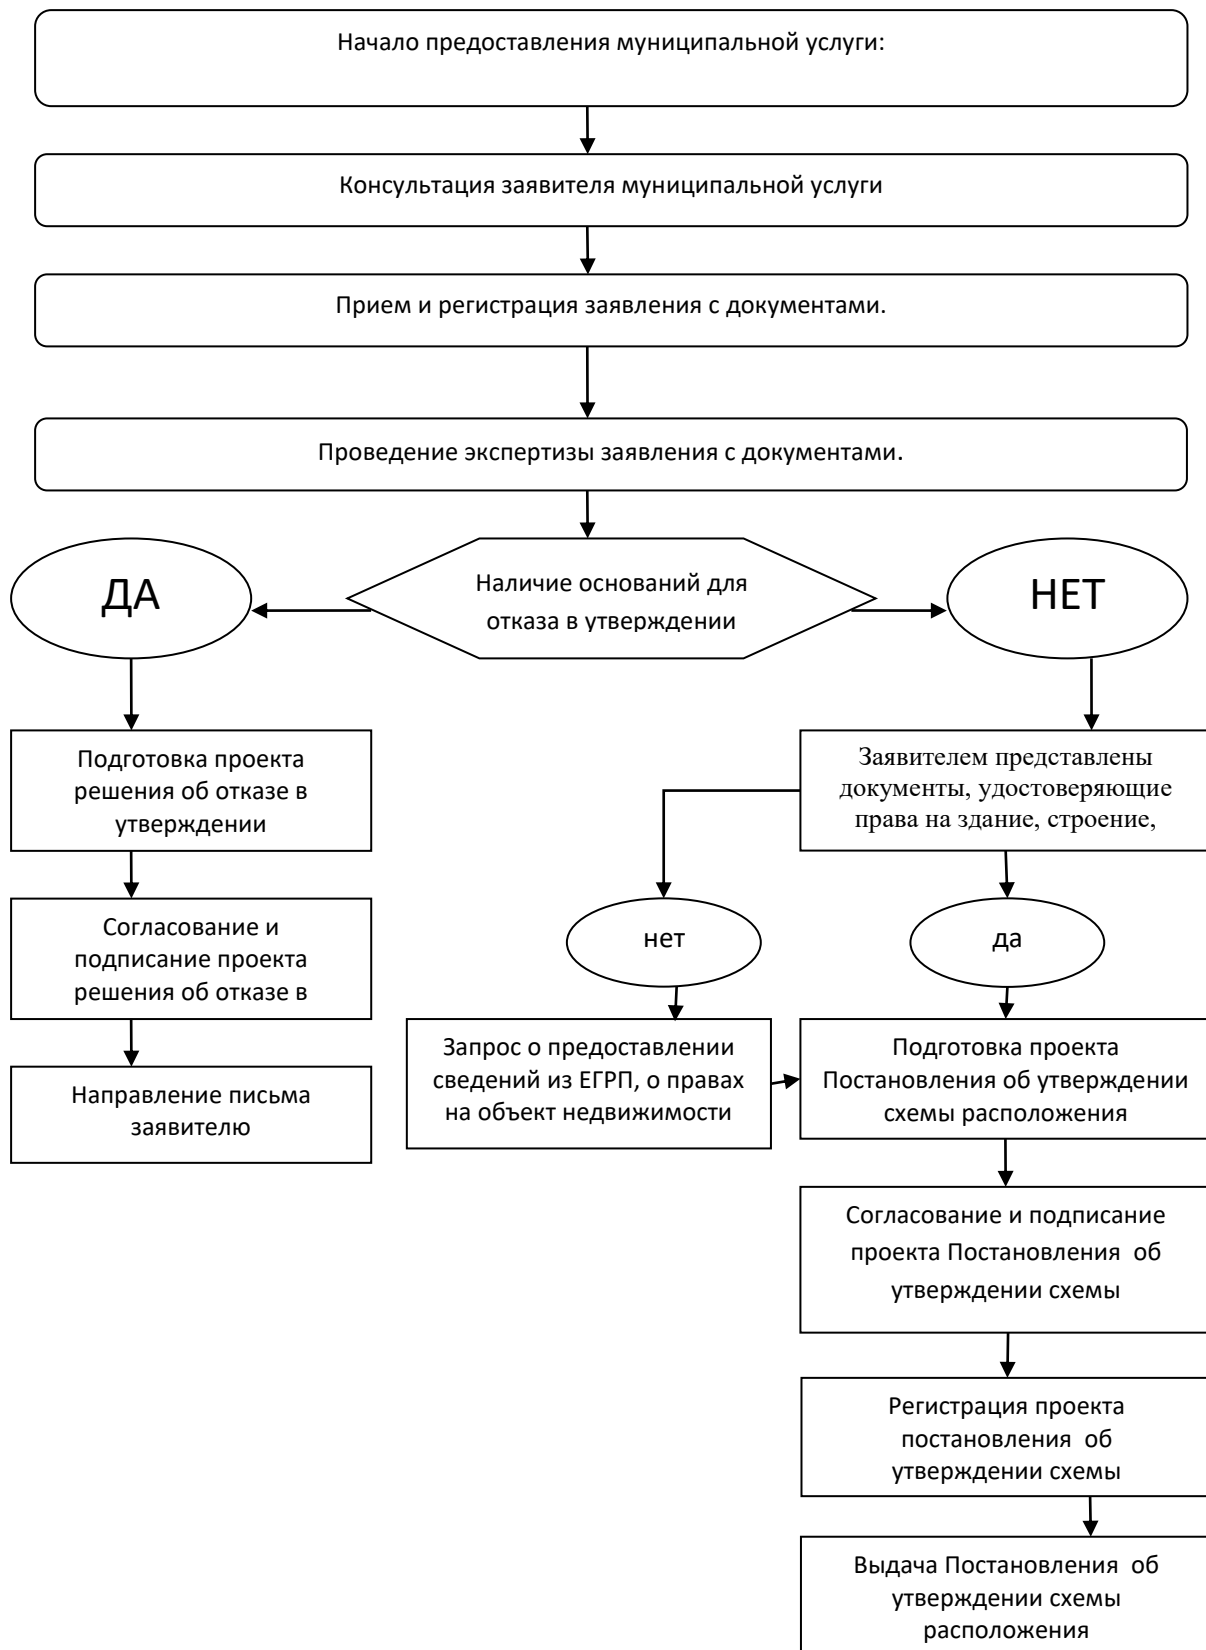 Начало предоставления муниципальной услуги:
Консультация заявителя муниципальной услуги
Прием и регистрация заявления с документами.
Проведение экспертизы заявления с документами.
ДА
Наличие оснований для
отказа в утверждении
НЕТ
Подготовка проекта
решения об отказе в
утверждении
Заявителем представлены
документы, удостоверяющие
права на здание, строение,
Согласование и
подписание проекта
решения об отказе в
нет
да
Направление письма
заявителю
Запрос о предоставлении
сведений из ЕГРП, о правах
на объект недвижимости
Подготовка проекта
Постановления об утверждении
схемы расположения
Согласование и подписание
проекта Постановления об
утверждении схемы
Регистрация проекта
постановления об
утверждении схемы
Выдача Постановления об
утверждении схемы
расположения